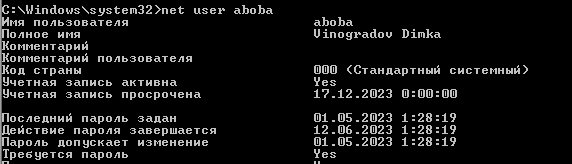 C:\Windows\system32>net user aboba
Имя пользователя aboba
Полное имя Vinogradov Dimka
Комментарий
Комментарий пользователя
Код страны 000 (Стандартный системный)
Учетная запись активна Yes
Учетная запись просрочена 17.12.2023 0:00:00
Последний пароль задан 01.05.2023 1:28:19
Действие пароля завершается 12.06.2023 1:28:19
Пароль допускает изменение 01.05.2023 1:28:19
Требуется пароль Yes